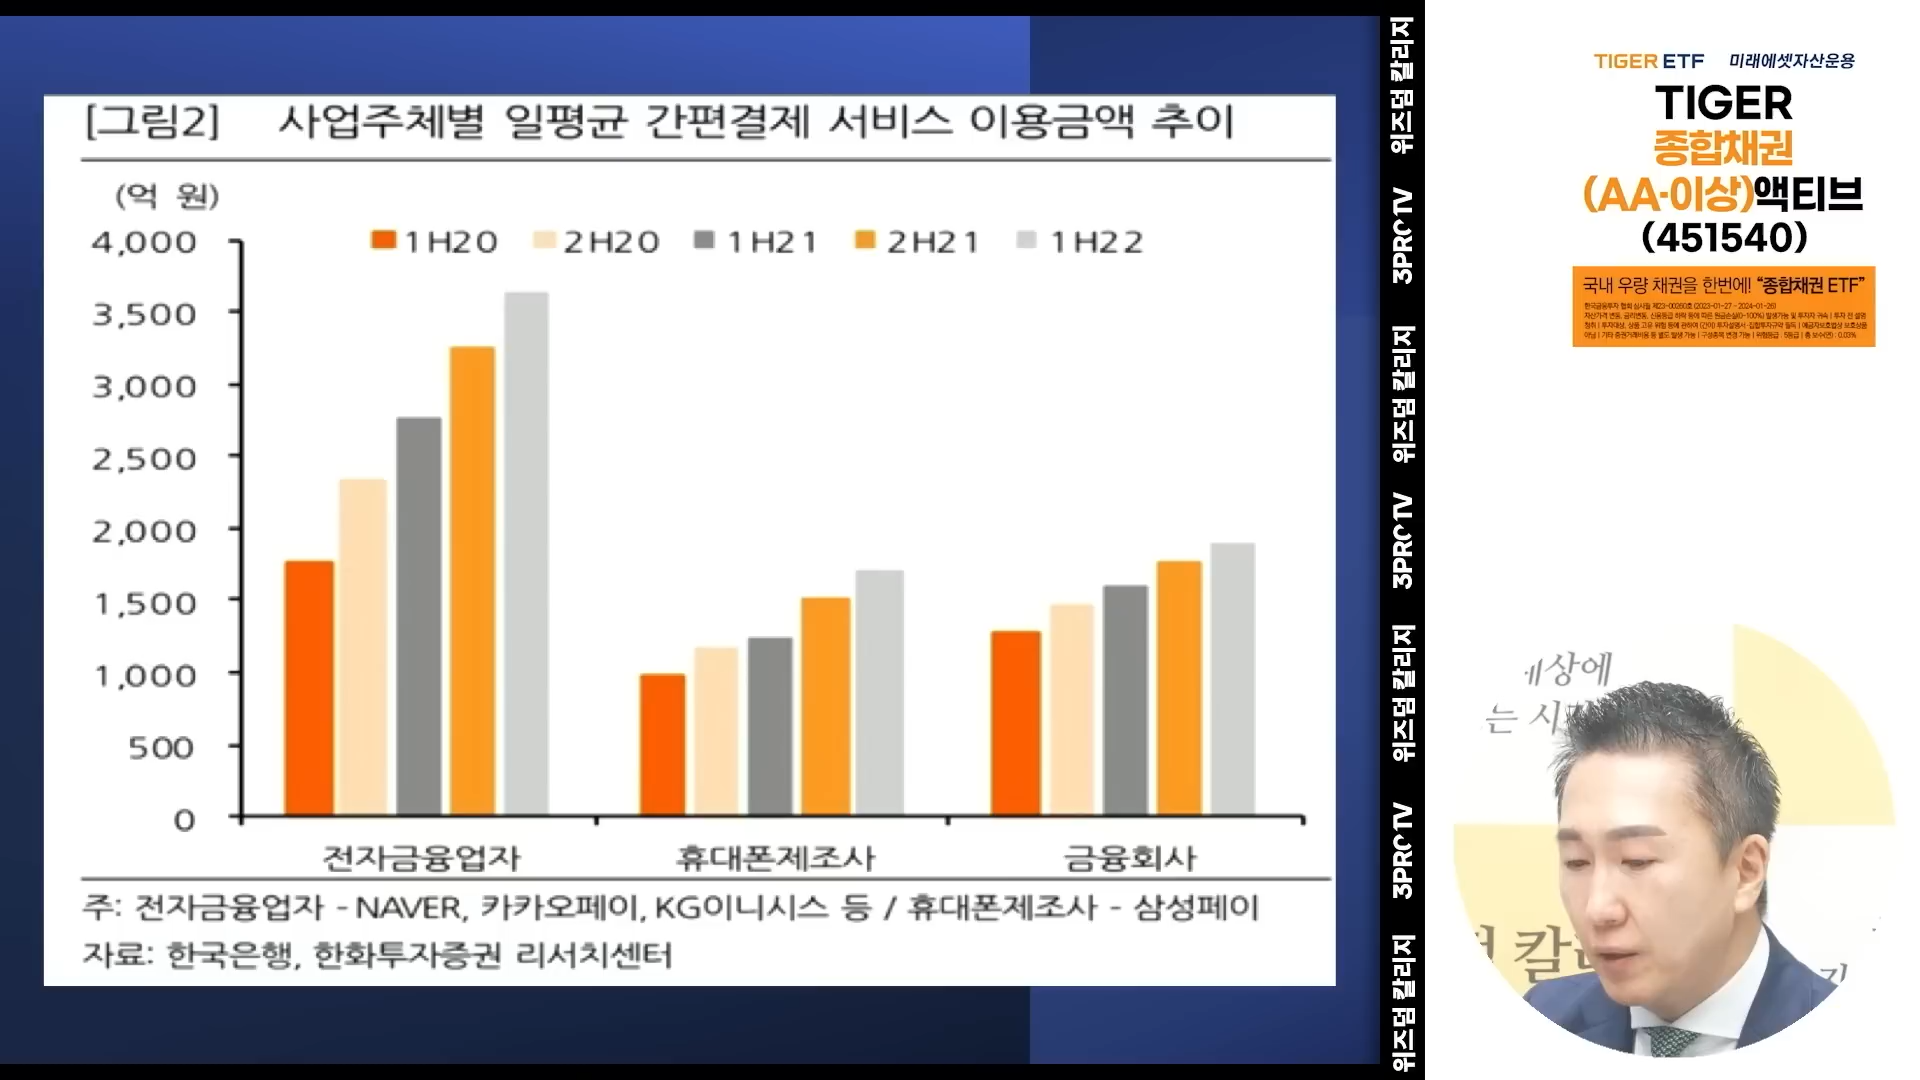 [그림2] 사업주체별 일평균 간편결제 서비스 이용금액 추이
(억 원)
1H20 2H20 1H21 2H21 1H22
4,000
3,500
3,000
2,500
2,000
1,500
1,000
500
0
전자금융업자 휴대폰제조사 금융회사
주: 전자금융업자 - NAVER, 카카오페이, KG이니시스 등 / 휴대폰제조사 - 삼성페이
자료: 한국은행, 한화투자증권 리서치센터
위즈덤 칼리지
3PROTV
위즈덤 칼리지
3PROTV
위즈덤 칼리지
3PROTV
위즈덤 칼리지
TIGER ETF 미래에셋자산운용
TIGER
종합채권
(AA-이상)액티브
(451540)
국내 우량 채권을 한번에! “종합채권 ETF”
세상에
는